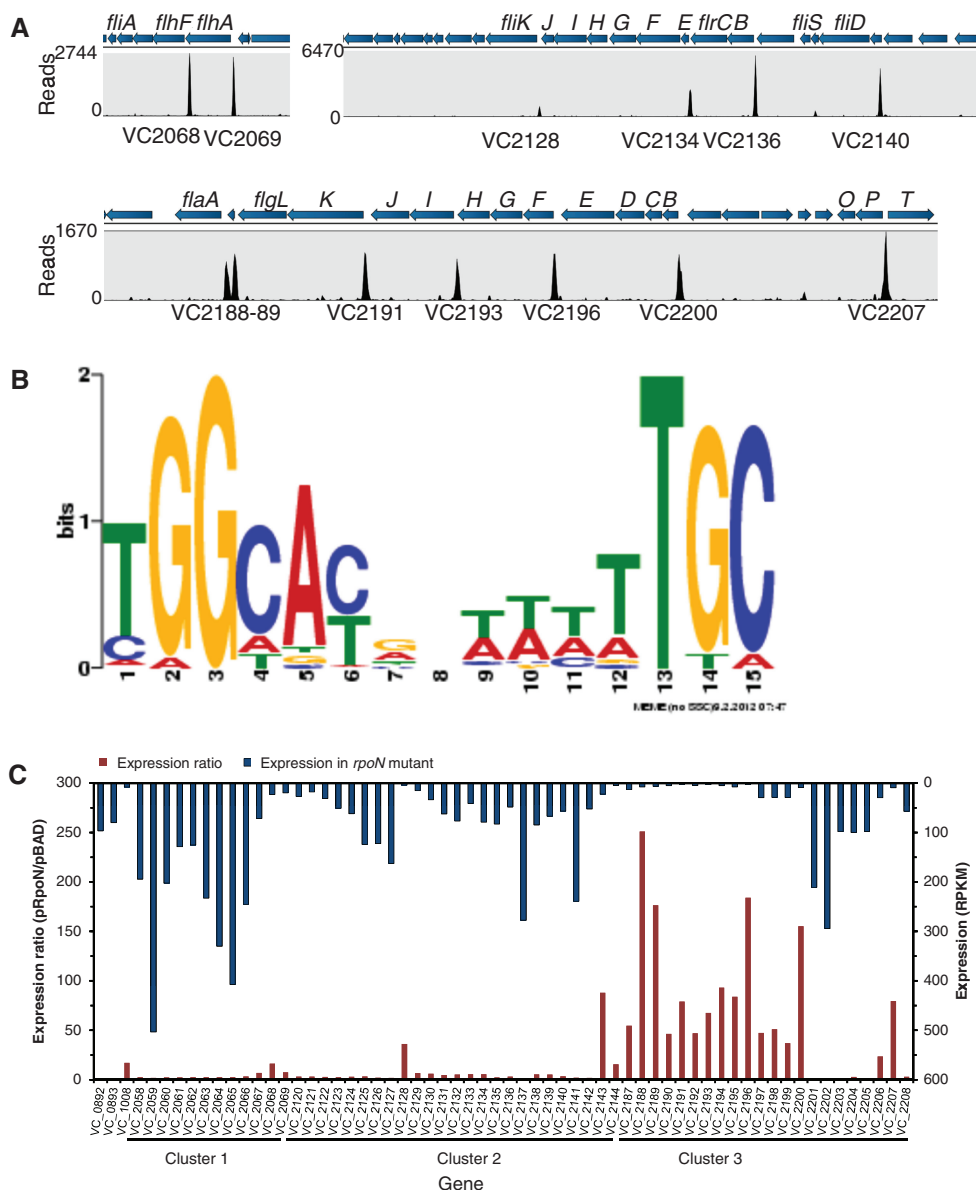 A
fliA flhF flhA
fliK J I H G F E flrC B fliS fliD
2744
0
Reads
6470
0
VC2068 VC2069
VC2128 VC2134 VC2136 VC2140
flaA flgL K J I H G F E D C B O P T
1670
0
Reads
VC2188-89 VC2191 VC2193 VC2196 VC2200 VC2207
B
2
1
0
bits
TGGCACTGC
1 2 3 4 5 6 7 8 9 10 11 12 13 14 15
MEME (no SSC)
C
Expression ratio Expression in rpoN mutant
300
250
200
150
100
50
0
Expression ratio (pRpoN/pBAD)
0
100
200
300
400
500
600
Expression (RPKM)
VC_0892
VC_0893
VC_1008
VC_2058
VC_2059
VC_2060
VC_2061
VC_2062
VC_2063
VC_2064
VC_2065
VC_2066
VC_2067
VC_2068
VC_2069
VC_2120
VC_2121
VC_2122
VC_2123
VC_2124
VC_2125
VC_2126
VC_2127
VC_2128
VC_2129
VC_2130
VC_2131
VC_2132
VC_2133
VC_2134
VC_2135
VC_2136
VC_2137
VC_2138
VC_2139
VC_2140
VC_2141
VC_2142
VC_2143
VC_2144
VC_2187
VC_2188
VC_2189
VC_2190
VC_2191
VC_2192
VC_2193
VC_2194
VC_2195
VC_2196
VC_2197
VC_2198
VC_2199
VC_2200
VC_2201
VC_2202
VC_2203
VC_2204
VC_2205
VC_2206
VC_2207
VC_2208
Cluster 1 Cluster 2 Cluster 3
Gene